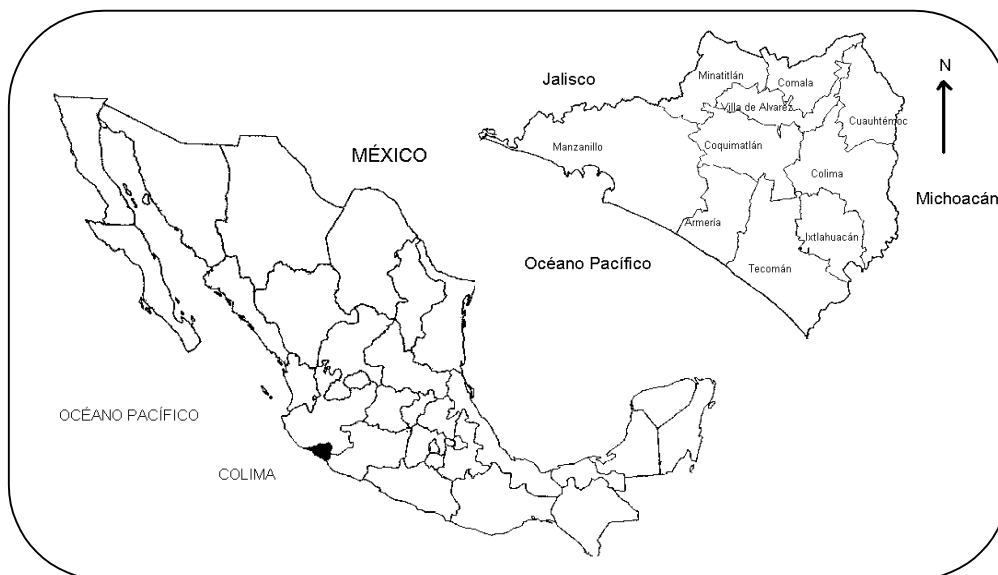 N
Minatitlán
Comala
Jalisco
Villa de Alvarez
Cuauhtémoc
Manzanillo
Coquimatlán
MÉXICO
Colima
Michoacán
Armería
Ixtlahuacán
Océano Pacífico
Tecomán
OCÉANO PACÍFICO
COLIMA